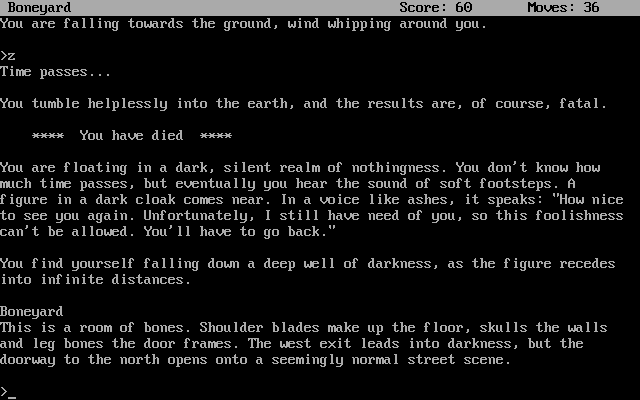 Boneyard Score: 60 Moves: 36
You are falling towards the ground, wind whipping around you.
>z
Time passes...
You tumble helplessly into the earth, and the results are, of course, fatal.
**** You have died ****
You are floating in a dark, silent realm of nothingness. You don't know how
much time passes, but eventually you hear the sound of soft footsteps. A
figure in a dark cloak comes near. In a voice like ashes, it speaks: "How nice
to see you again. Unfortunately, I still have need of you, so this foolishness
can't be allowed. You'll have to go back."
You find yourself falling down a deep well of darkness, as the figure recedes
into infinite distances.
Boneyard
This is a room of bones. Shoulder blades make up the floor, skulls the walls
and leg bones the door frames. The west exit leads into darkness, but the
doorway to the north opens onto a seemingly normal street scene.
>_